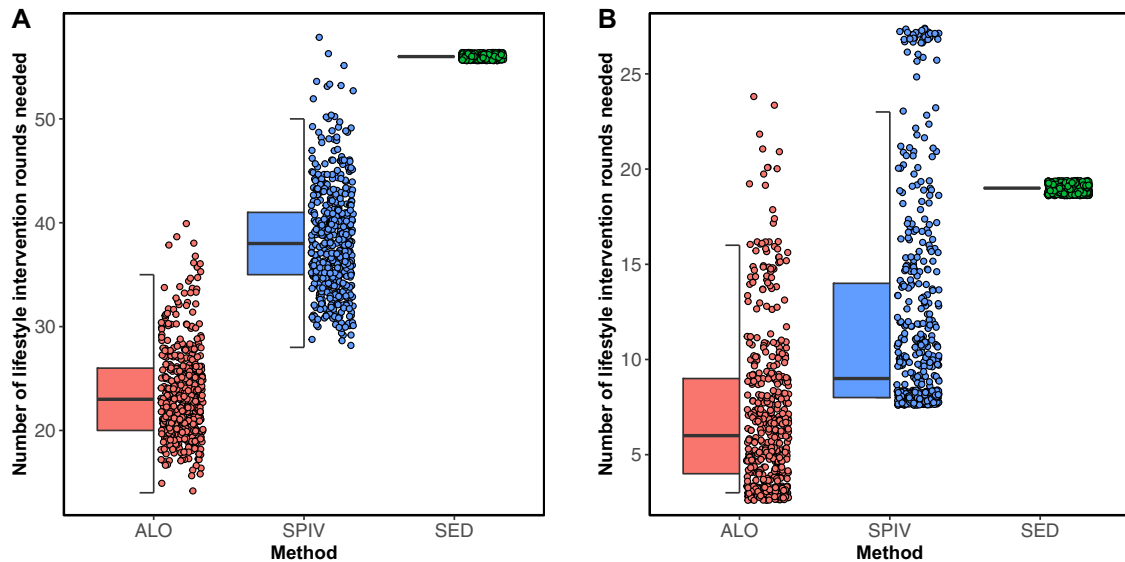 A
Number of lifestyle intervention rounds needed
50
40
30
20
ALO SPIV SED
Method
B
Number of lifestyle intervention rounds needed
25
20
15
10
5
ALO SPIV SED
Method